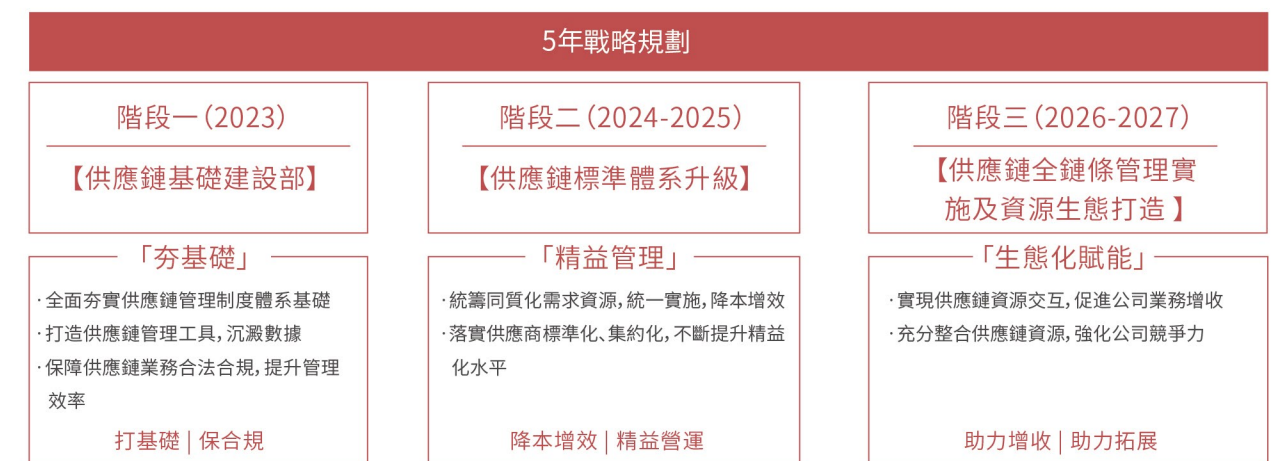 5年戰略規劃
階段一(2023)
【供應鏈基礎建設部】
「夯基礎」
·全面夯實供應鏈管理制度體系基礎
·打造供應鏈管理工具,沉澱數據
·保障供應鏈業務合法合規,提升管理
效率
打基礎 | 保合規
階段二(2024-2025)
【供應鏈標準體系升級】
「精益管理」
·統籌同質化需求資源,統一實施,降本增效
·落實供應商標準化、集約化,不斷提升精益
化水平
降本增效 | 精益營運
階段三(2026-2027)
【供應鏈全鏈條管理實
施及資源生態打造】
「生態化賦能」
·實現供應鏈資源交互,促進公司業務增收
·充分整合供應鏈資源,強化公司競爭力
助力增收 | 助力拓展